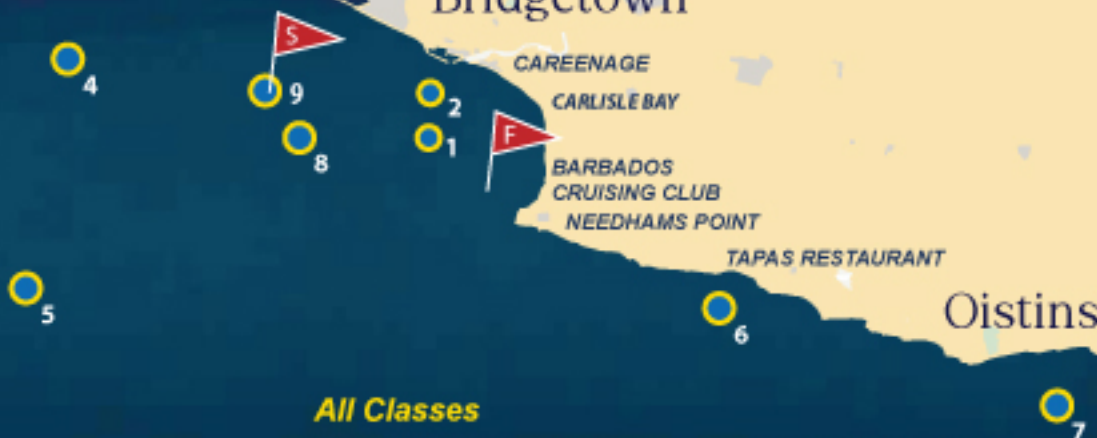 Bridgetown
S
CAREENAGE
4
9
2
CARLISLE BAY
F
1
8
BARBADOS
CRUISING CLUB
NEEDHAMS POINT
TAPAS RESTAURANT
5
Oistins
6
All Classes
7